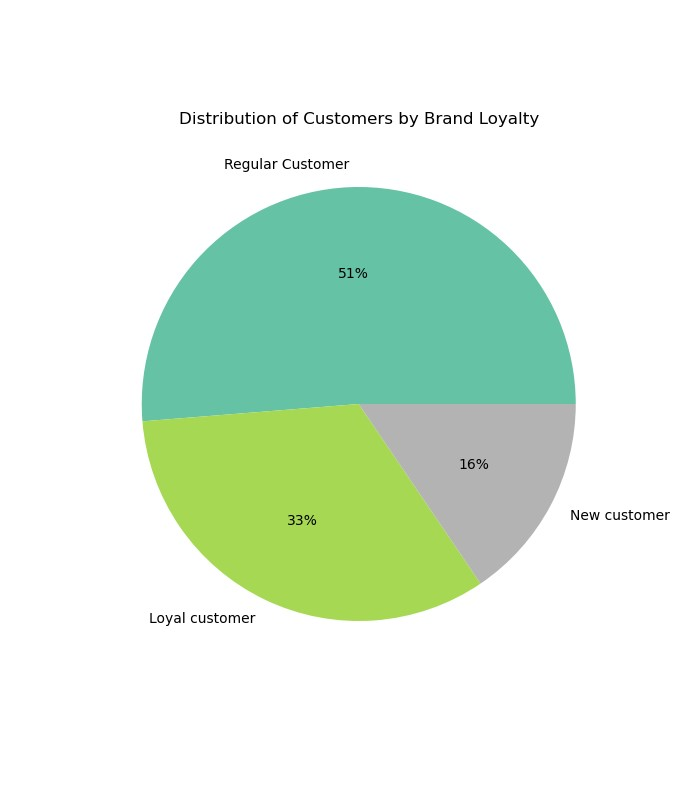 Distribution of Customers by Brand Loyalty
Regular Customer
51%
16%
New customer
33%
Loyal customer